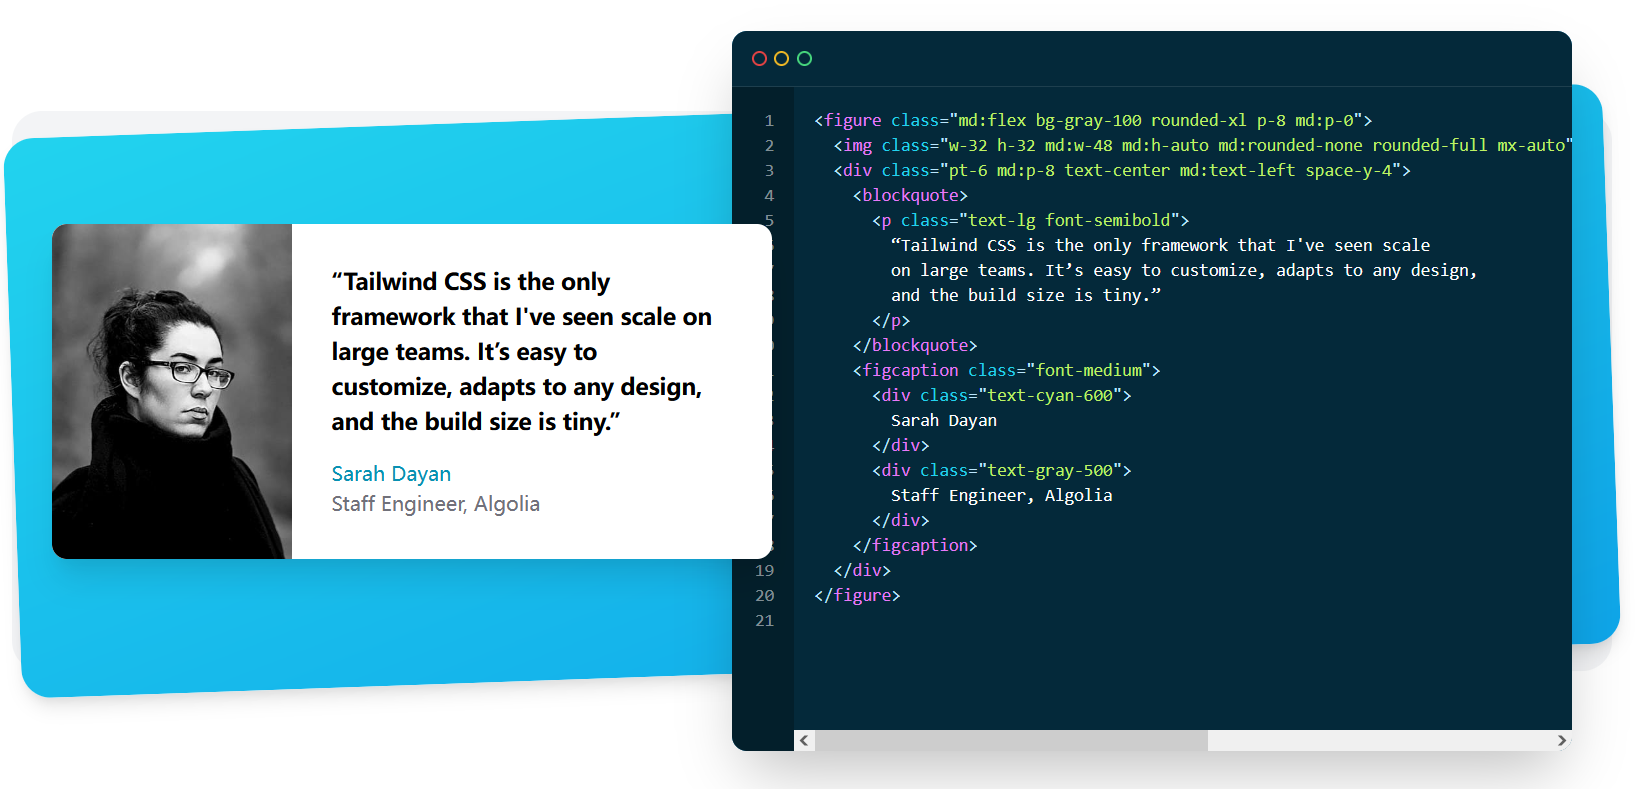 “Tailwind CSS is the only
framework that I've seen scale on
large teams. It’s easy to
customize, adapts to any design,
and the build size is tiny.”
Sarah Dayan
Staff Engineer, Algolia
1 <figure class="md:flex bg-gray-100 rounded-xl p-8 md:p-0">
2 <img class="w-32 h-32 md:w-48 md:h-auto md:rounded-none rounded-full mx-auto"
3 <div class="pt-6 md:p-8 text-center md:text-left space-y-4">
4 <blockquote>
5 <p class="text-lg font-semibold">
“Tailwind CSS is the only framework that I've seen scale
on large teams. It’s easy to customize, adapts to any design,
and the build size is tiny.”
</p>
</blockquote>
<figcaption class="font-medium">
<div class="text-cyan-600">
Sarah Dayan
</div>
<div class="text-gray-500">
Staff Engineer, Algolia
</div>
</figcaption>
19 </div>
20 </figure>
21